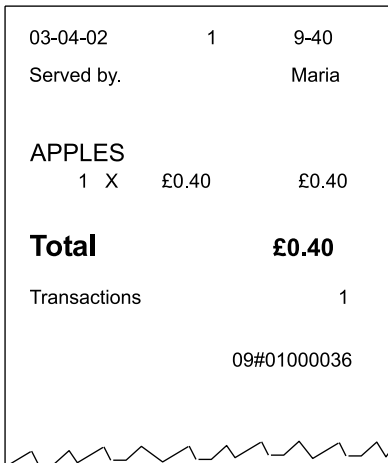 03-04-02 1 9-40
Served by. Maria
APPLES
1 X £0.40 £0.40
Total £0.40
Transactions 1
09#01000036